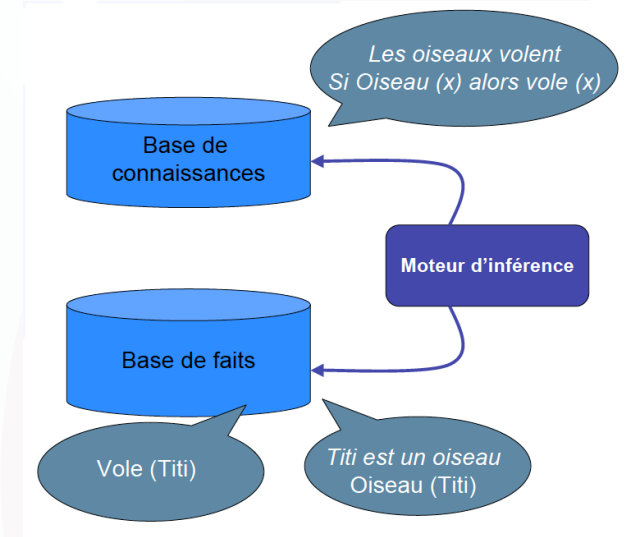 Les oiseaux volent
Si Oiseau (x) alors vole (x)
Base de
connaissances
Moteur d’inférence
Base de faits
Vole (Titi)
Titi est un oiseau
Oiseau (Titi)